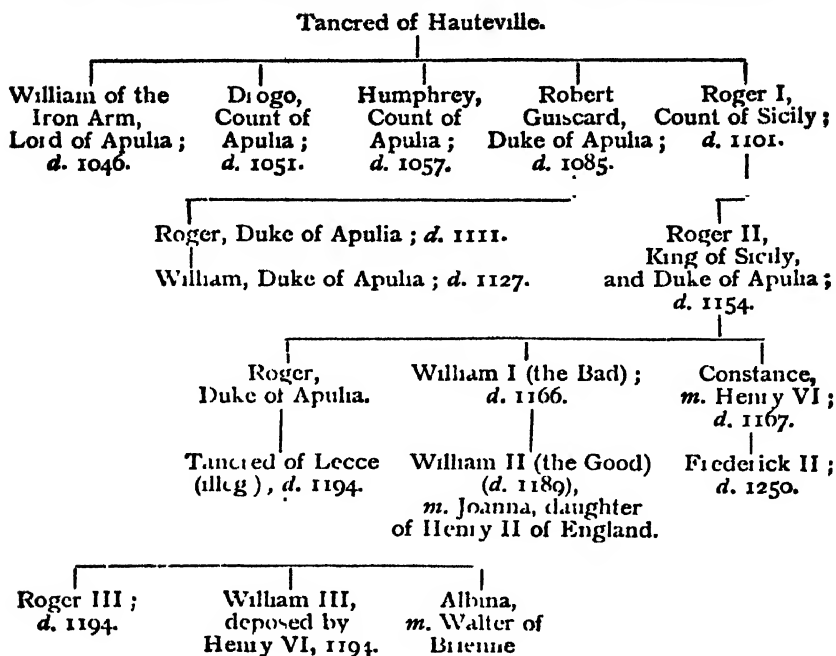 Tancred of Hauteville.
William of the
Iron Arm,
Lord of Apulia;
d. 1046.
Drogo,
Count of
Apulia;
d. 1051.
Humphrey,
Count of
Apulia;
d. 1057.
Robert
Guiscard,
Duke of Apulia;
d. 1085.
Roger I,
Count of Sicily;
d. 1101.
Roger, Duke of Apulia; d. 1111.
William, Duke of Apulia; d. 1127.
Roger II,
King of Sicily,
and Duke of Apulia;
d. 1154.
Roger,
Duke of Apulia.
William I (the Bad);
d. 1166.
Constance,
m. Henry VI;
d. 1167.
Tancred of Lecce
(illeg), d. 1194.
William II (the Good)
(d. 1189),
m. Joanna, daughter
of Henry II of England.
Frederick II;
d. 1250.
Roger III;
d. 1194.
William III,
deposed by
Henry VI, 1194.
Albina,
m. Walter of
Brienne